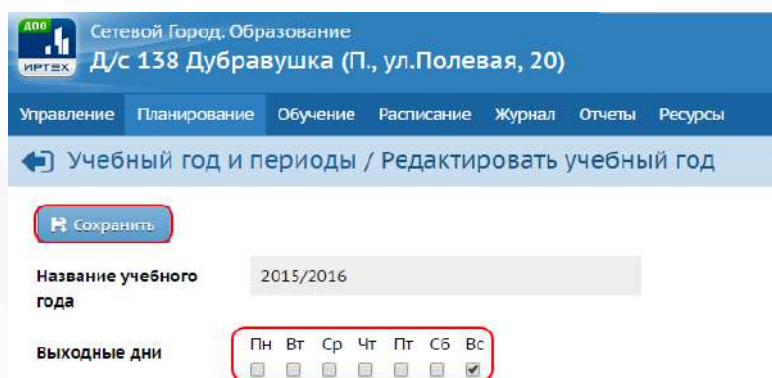 ДПО
ИРТЕХ
Сетевой Город. Образование
Д/с 138 Дубравушка (П., ул.Полевая, 20)
Управление Планирование Обучение Расписание Журнал Отчеты Ресурсы
Учебный год и периоды / Редактировать учебный год
Сохранить
Название учебного года 2015/2016
Выходные дни Пн Вт Ср Чт Пт Сб Вс